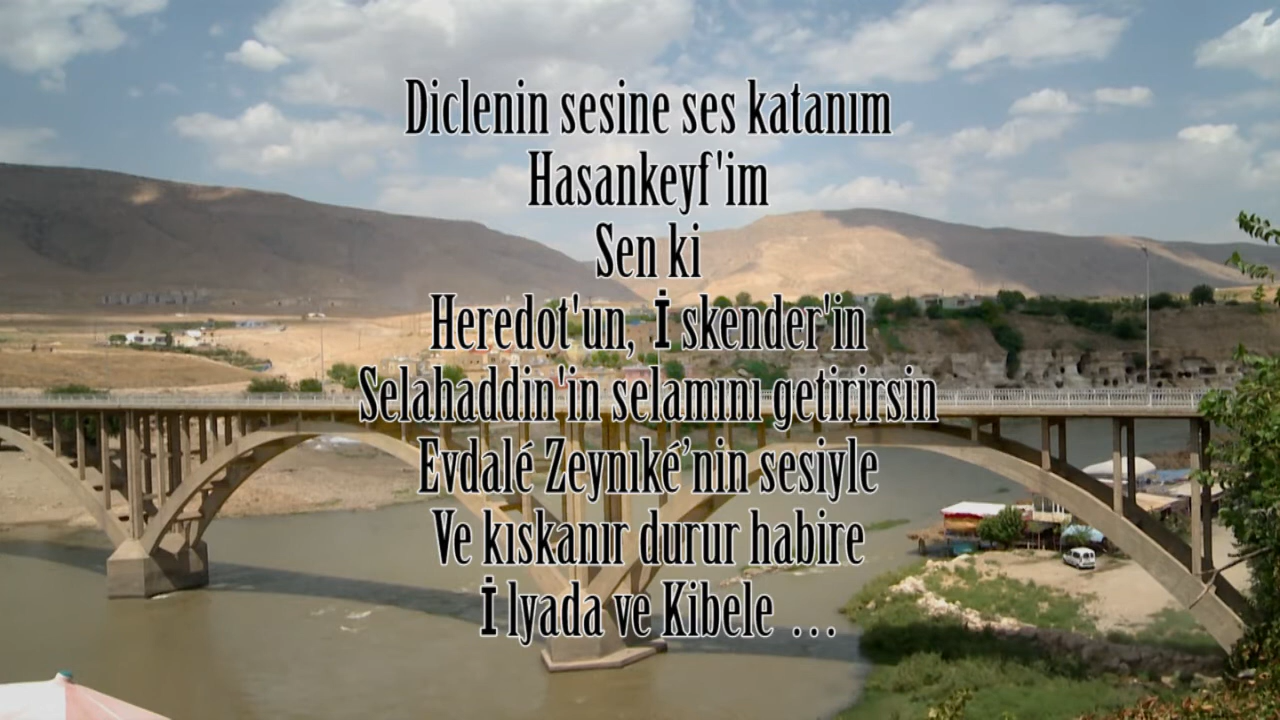 Diclenin sesine ses katanım
Hasankeyf'im
Sen ki
Heredot'un, İ skender'in
Selahaddin'in selamını getirirsin
Evdalé Zeynıké’nin sesiyle
Ve kıskanır durur habire
İ lyada ve Kibele ...